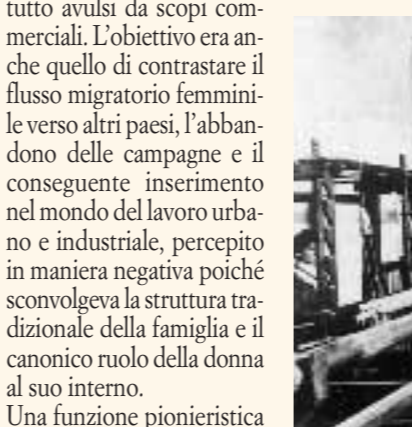 tutto avulsi da scopi com-
merciali. L'obiettivo era an-
che quello di contrastare il
flusso migratorio femmini-
le verso altri paesi, l'abban-
dono delle campagne e il
conseguente inserimento
nel mondo del lavoro urba-
no e industriale, percepito
in maniera negativa poiché
sconvolgeva la struttura tra-
dizionale della famiglia e il
canonico ruolo della donna
al suo interno.
Una funzione pionieristica